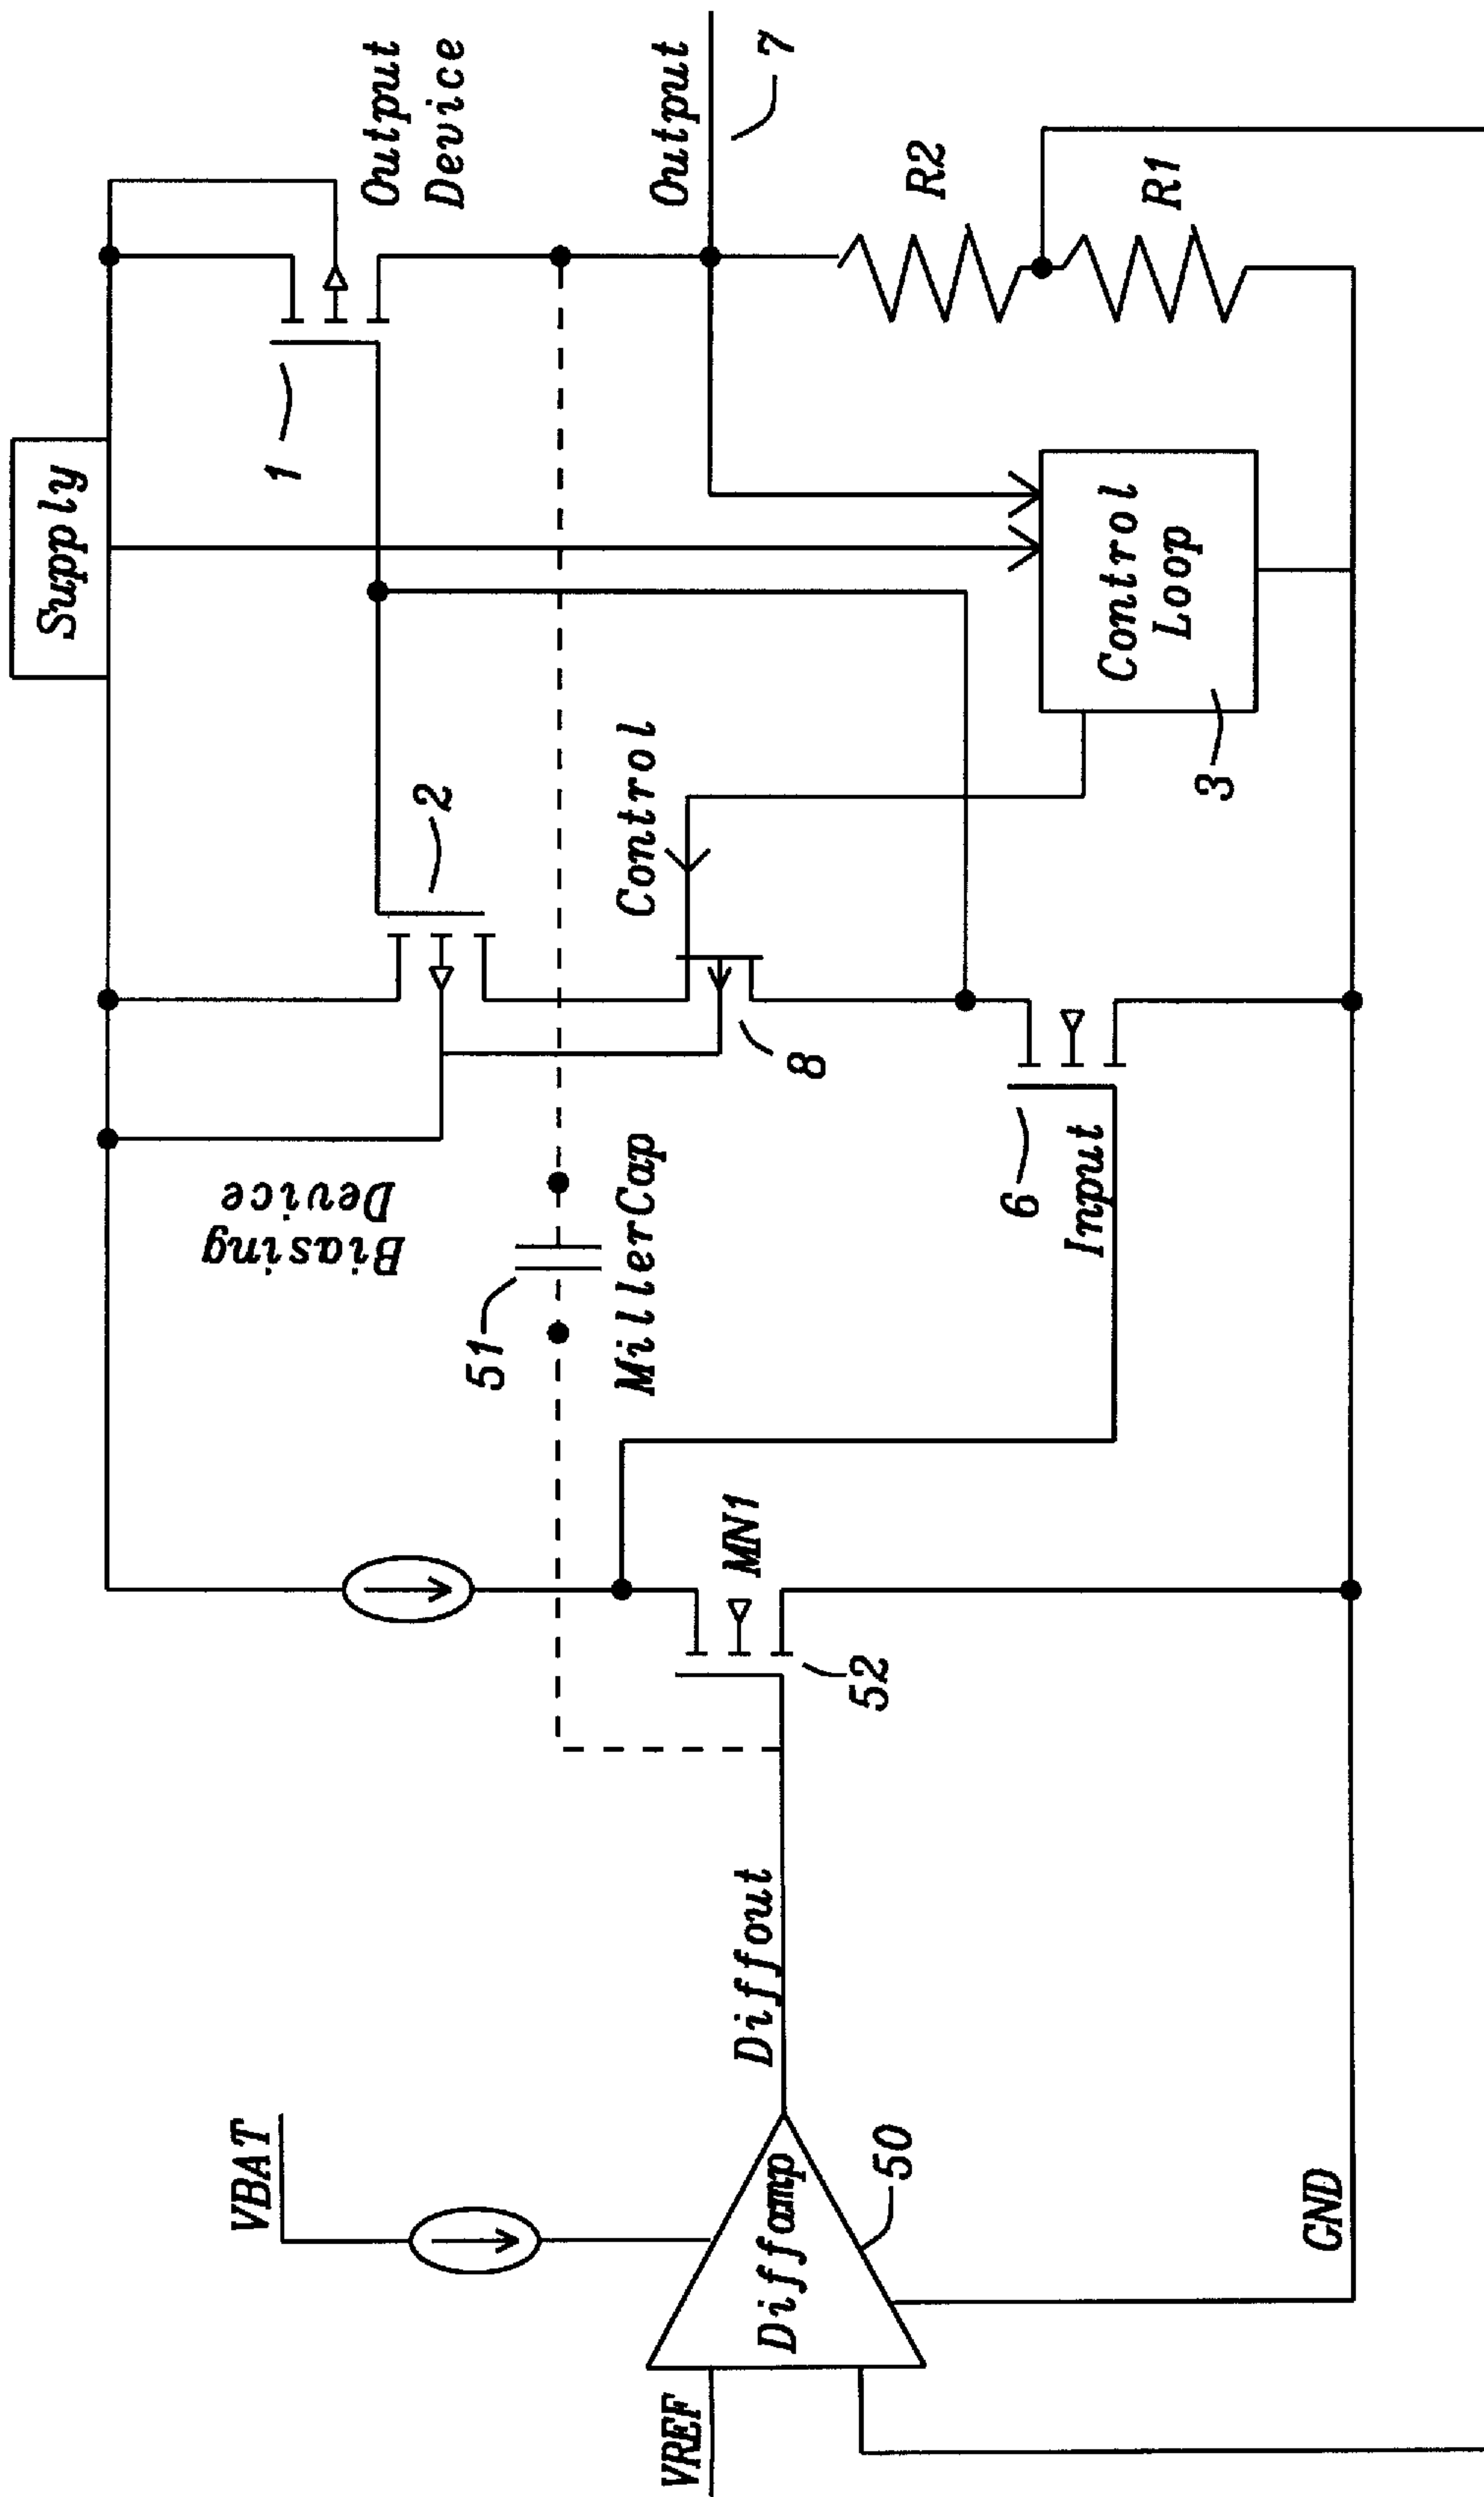 Supply
Output
Device
1
Output
7
R2
R1
2
Control
Control
Loop
3
8
Biasing
Device
51
MillerCap
6
Input
MN1
52
VBAT
Diffout
Diffamp
50
VREF
GND